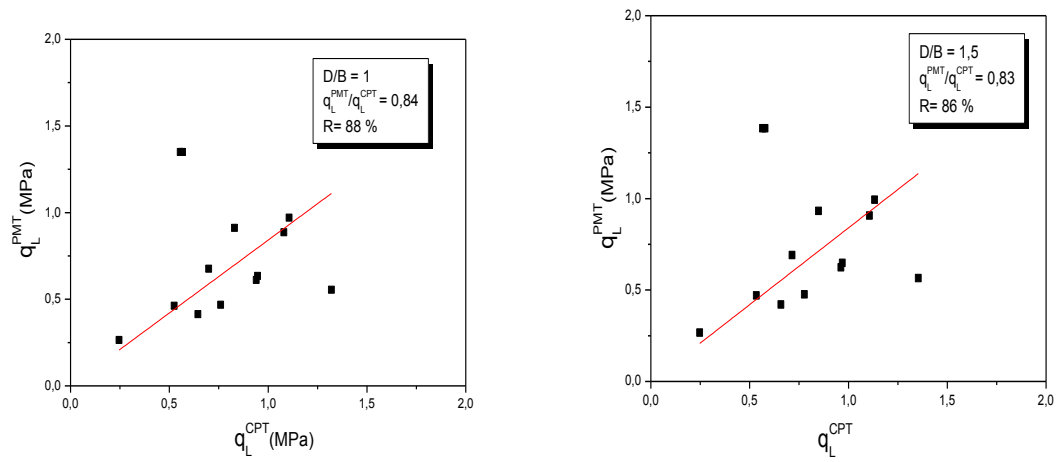 2,0
1,5
1,0
0,5
0,0
q_L^PMT(MPa)
D/B = 1
q_L^PMT/q_L^CPT = 0,84
R= 88 %
0,0 0,5 1,0 1,5 2,0
q_L^CPT(MPa)
2,0
1,5
1,0
0,5
0,0
q_L^PMT(MPa)
D/B = 1,5
q_L^PMT/q_L^CPT = 0,83
R= 86 %
0,0 0,5 1,0 1,5 2,0
q_L^CPT